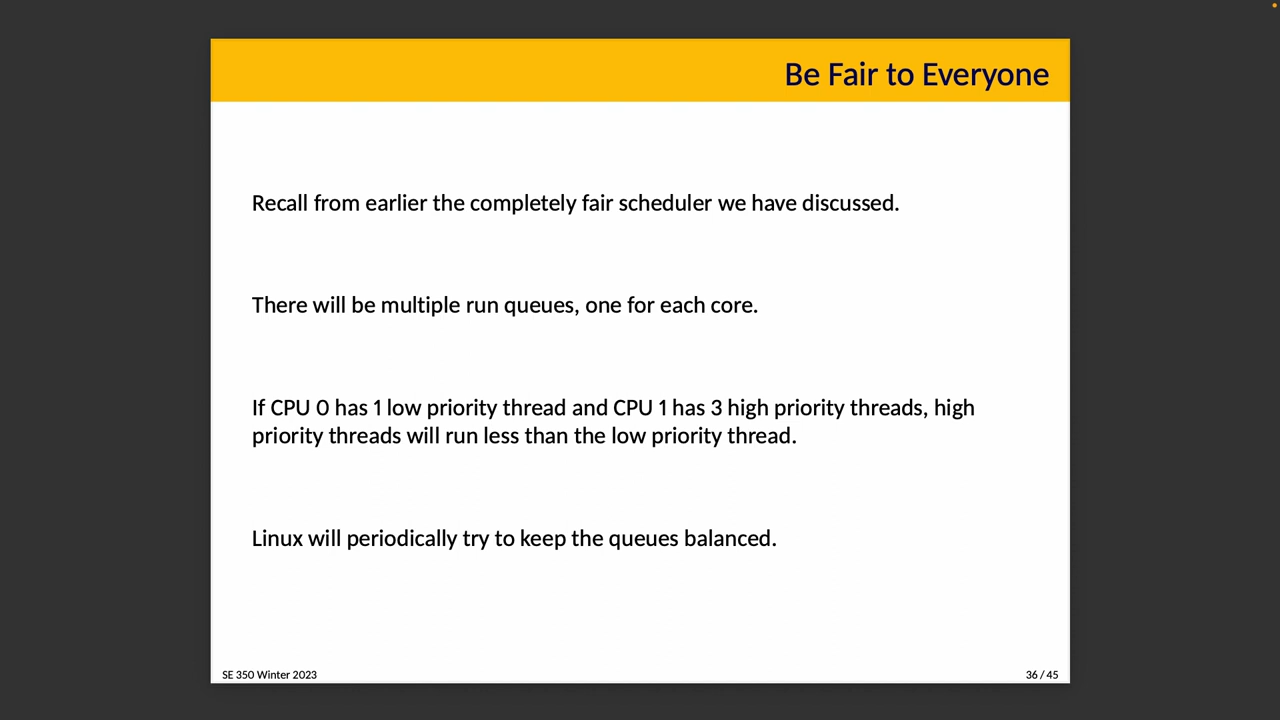 Be Fair to Everyone
Recall from earlier the completely fair scheduler we have discussed.
There will be multiple run queues, one for each core.
If CPU 0 has 1 low priority thread and CPU 1 has 3 high priority threads, high
priority threads will run less than the low priority thread.
Linux will periodically try to keep the queues balanced.
SE 350 Winter 2023
36 / 45